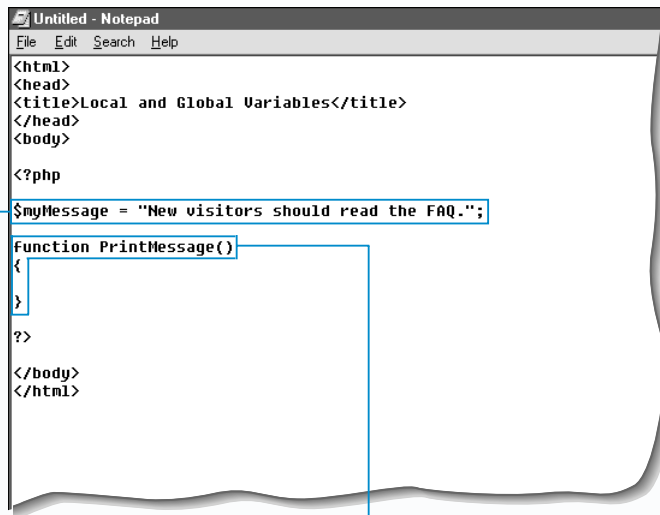 Untitled - Notepad
File Edit Search Help
<html>
<head>
<title>Local and Global Variables</title>
</head>
<body>
<?php
$myMessage = "New visitors should read the FAQ.";
function PrintMessage()
{
}
?>
</body>
</html>